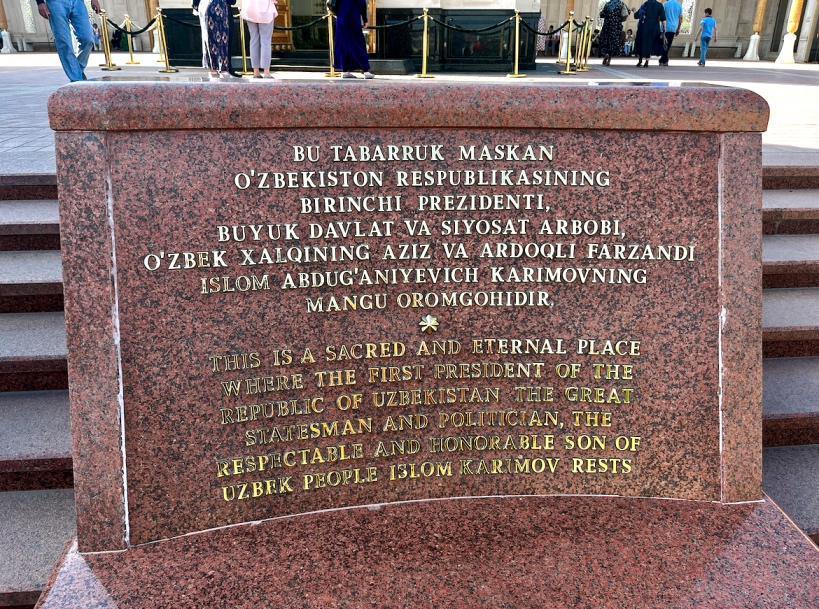 BU TABARRUK MASKAN
O'ZBEKISTON RESPUBLIKASINING
BIRINCHI PREZIDENTI,
BUYUK DAVLAT VA SIYOSAT ARBOBI,
O'ZBEK XALQINING AZIZ VA ARDOQLI FARZANDI
ISLOM ABDUG'ANIYEVICH KARIMOVNING
MANGU OROMGOHIDIR.
THIS IS A SACRED AND ETERNAL PLACE
WHERE THE FIRST PRESIDENT OF THE
REPUBLIC OF UZBEKISTAN THE GREAT
STATESMAN AND POLITICIAN, THE
RESPECTABLE AND HONORABLE SON OF
UZBEK PEOPLE ISLOM KARIMOV RESTS